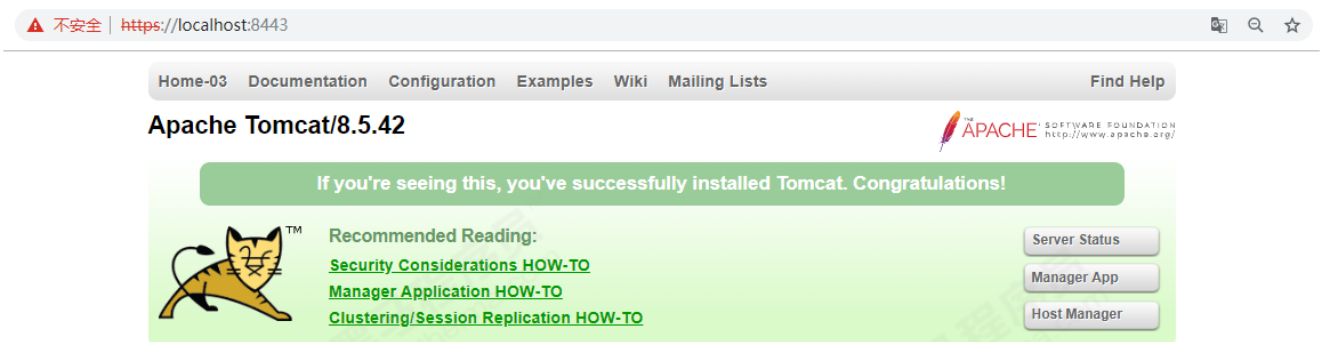 不安全 | https://localhost:8443
Home-03 Documentation Configuration Examples Wiki Mailing Lists Find Help
Apache Tomcat/8.5.42
THE
APACHE SOFTWARE FOUNDATION
http://www.apache.org/
If you're seeing this, you've successfully installed Tomcat. Congratulations!
TM
Recommended Reading:
Security Considerations HOW-TO
Manager Application HOW-TO
Clustering/Session Replication HOW-TO
Server Status
Manager App
Host Manager